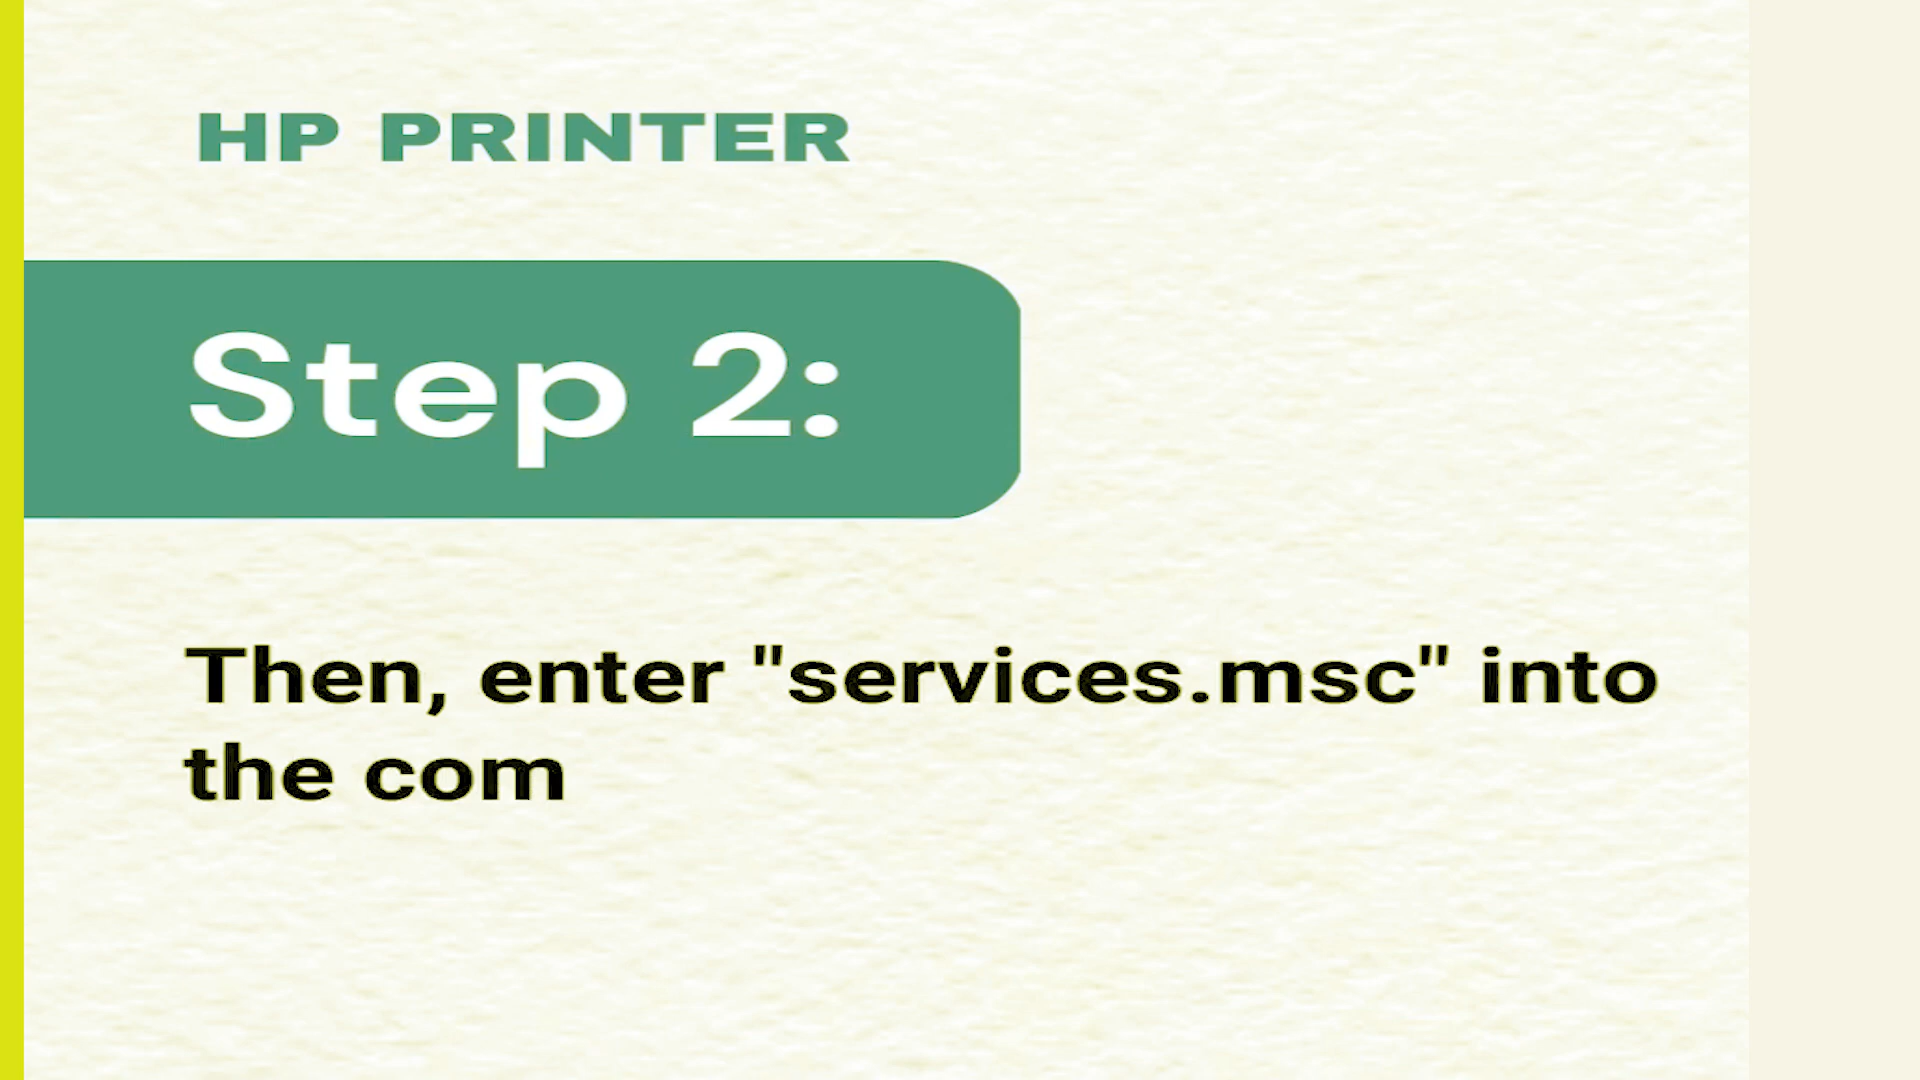 HP PRINTER
Step 2:
Then, enter "services.msc" into
the com